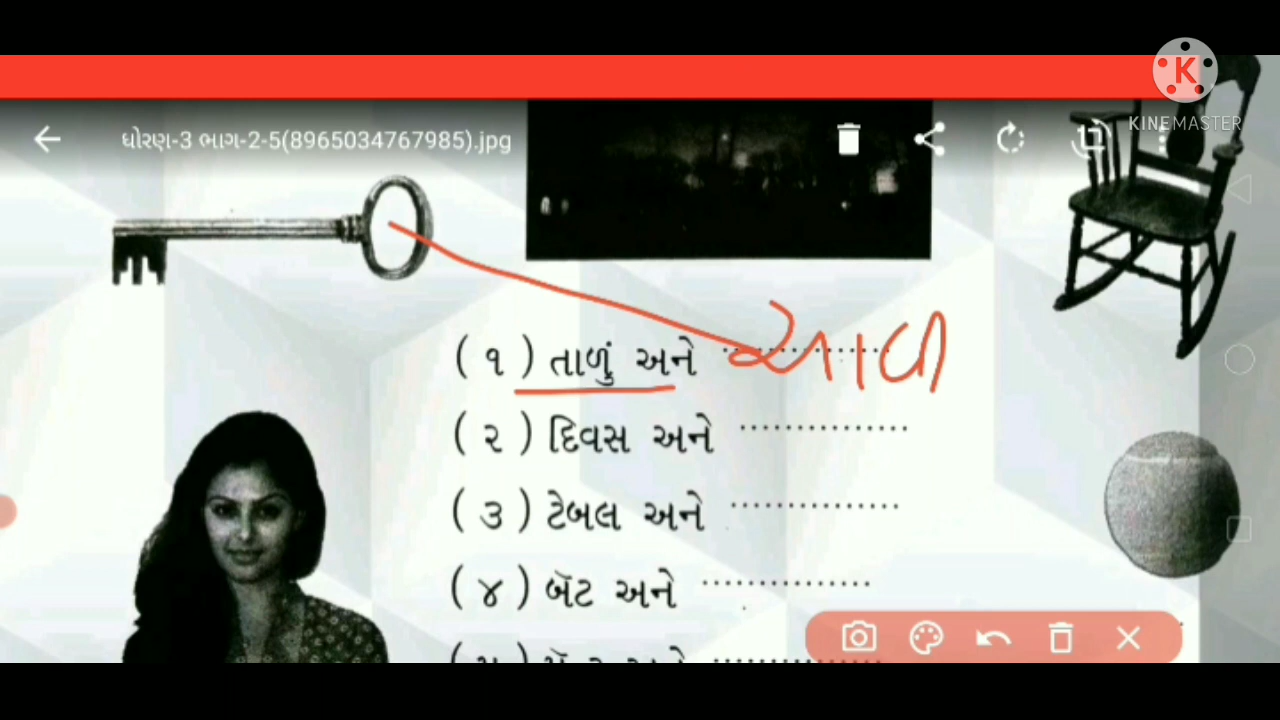 KINEMASTER
ધોરણ-3 ભાગ-2-5(8965034767985).jpg
(૧) તાળું અને .................. ચાવી
(૨) દિવસ અને ..................
(૩) ટેબલ અને ..................
(૪) બૅટ અને ..................